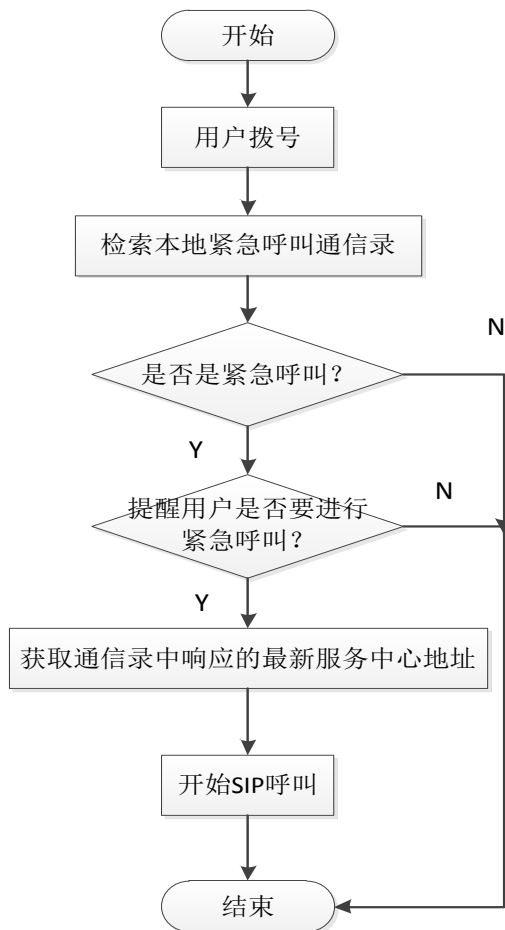 开始
用户拨号
检索本地紧急呼叫通信录
N
是否是紧急呼叫？
Y
N
提醒用户是否要进行
紧急呼叫？
Y
获取通信录中响应的最新服务中心地址
开始SIP呼叫
结束